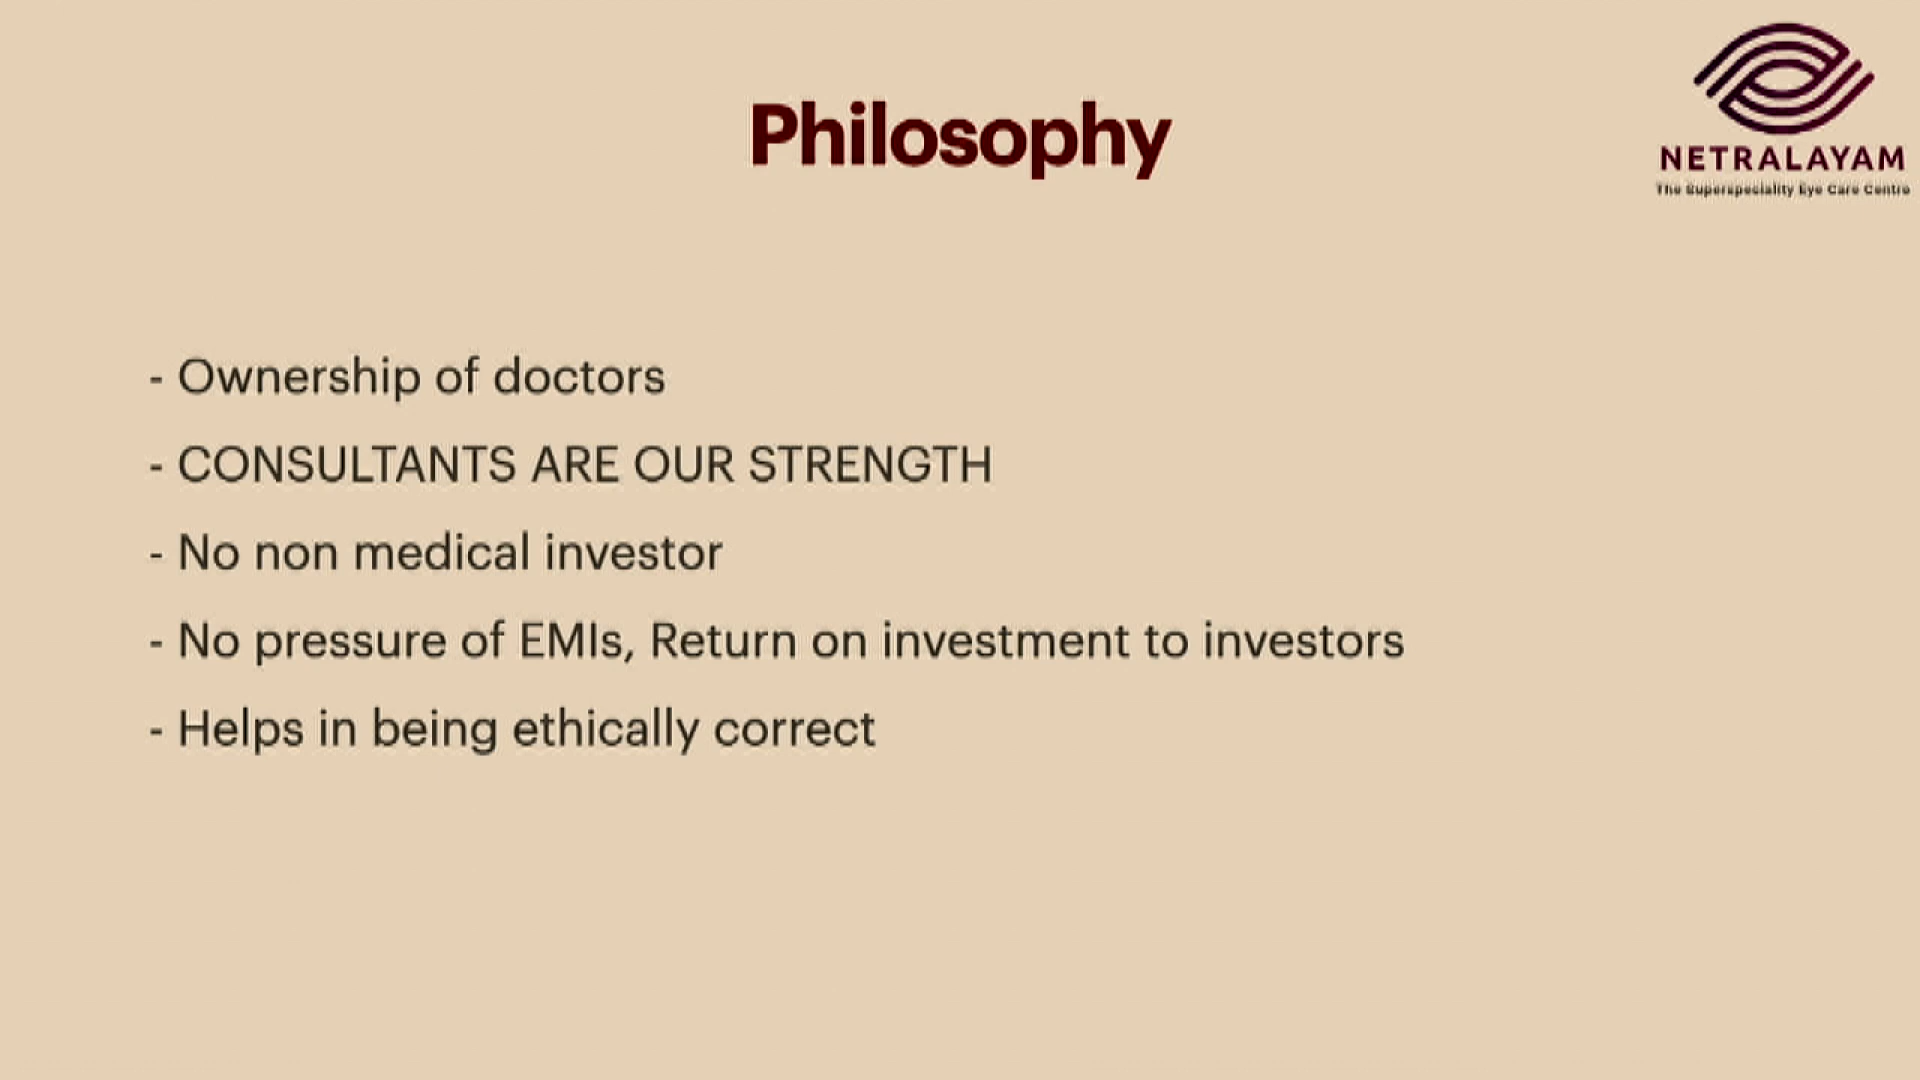 NETRALAYAM
The Superspeciality Eye Care Centre
Philosophy
- Ownership of doctors
- CONSULTANTS ARE OUR STRENGTH
- No non medical investor
- No pressure of EMIs, Return on investment to investors
- Helps in being ethically correct